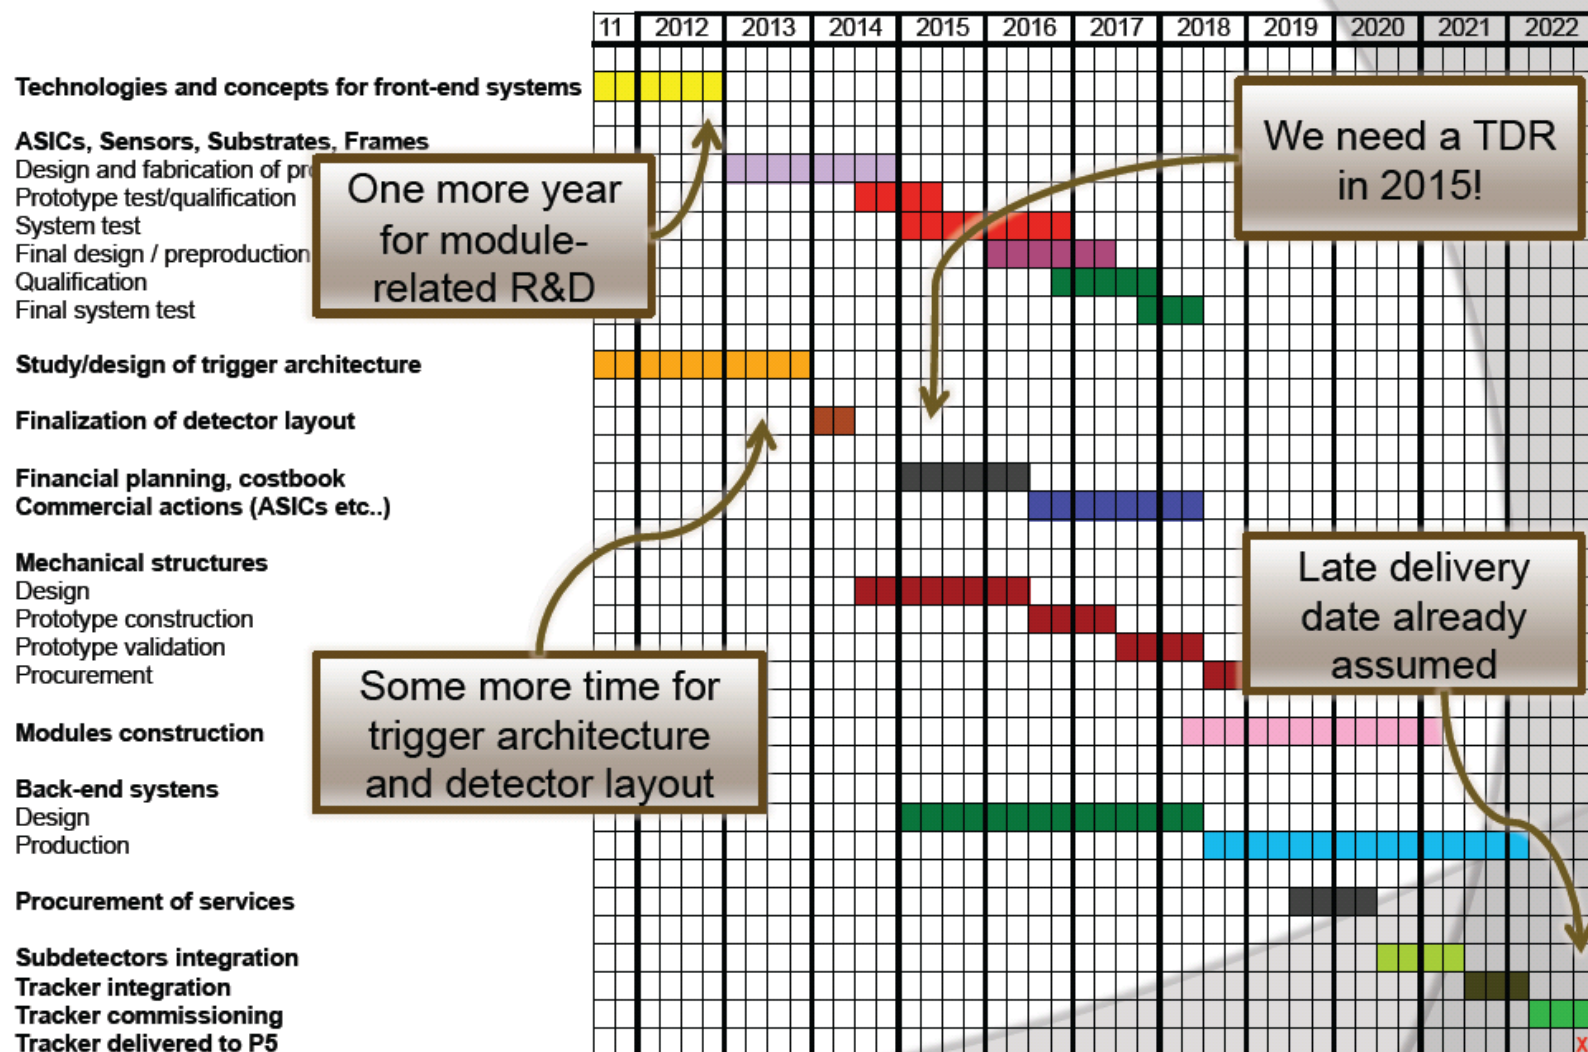 11 2012 2013 2014 2015 2016 2017 2018 2019 2020 2021 2022
Technologies and concepts for front-end systems
ASICs, Sensors, Substrates, Frames
Design and fabrication of
Prototype test/qualification
System test
Final design / preproduction
Qualification
Final system test
One more year
for module-
related R&D
We need a TDR
in 2015!
Study/design of trigger architecture
Finalization of detector layout
Financial planning, costbook
Commercial actions (ASICs etc..)
Mechanical structures
Design
Prototype construction
Prototype validation
Procurement
Late delivery
date already
assumed
Some more time for
trigger architecture
and detector layout
Modules construction
Back-end systens
Design
Production
Procurement of services
Subdetectors integration
Tracker integration
Tracker commissioning
Tracker delivered to P5
X